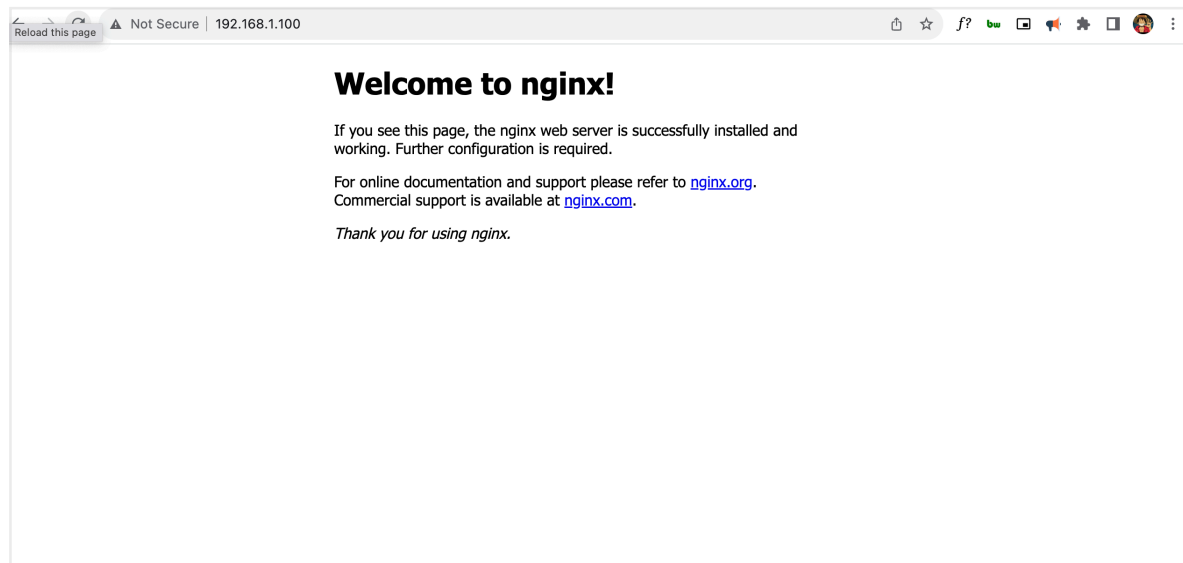 Not Secure 192.168.1.100
f? bw
Reload this page
Welcome to nginx!
If you see this page, the nginx web server is successfully installed and
working. Further configuration is required.
For online documentation and support please refer to nginx.org.
Commercial support is available at nginx.com.
Thank you for using nginx.